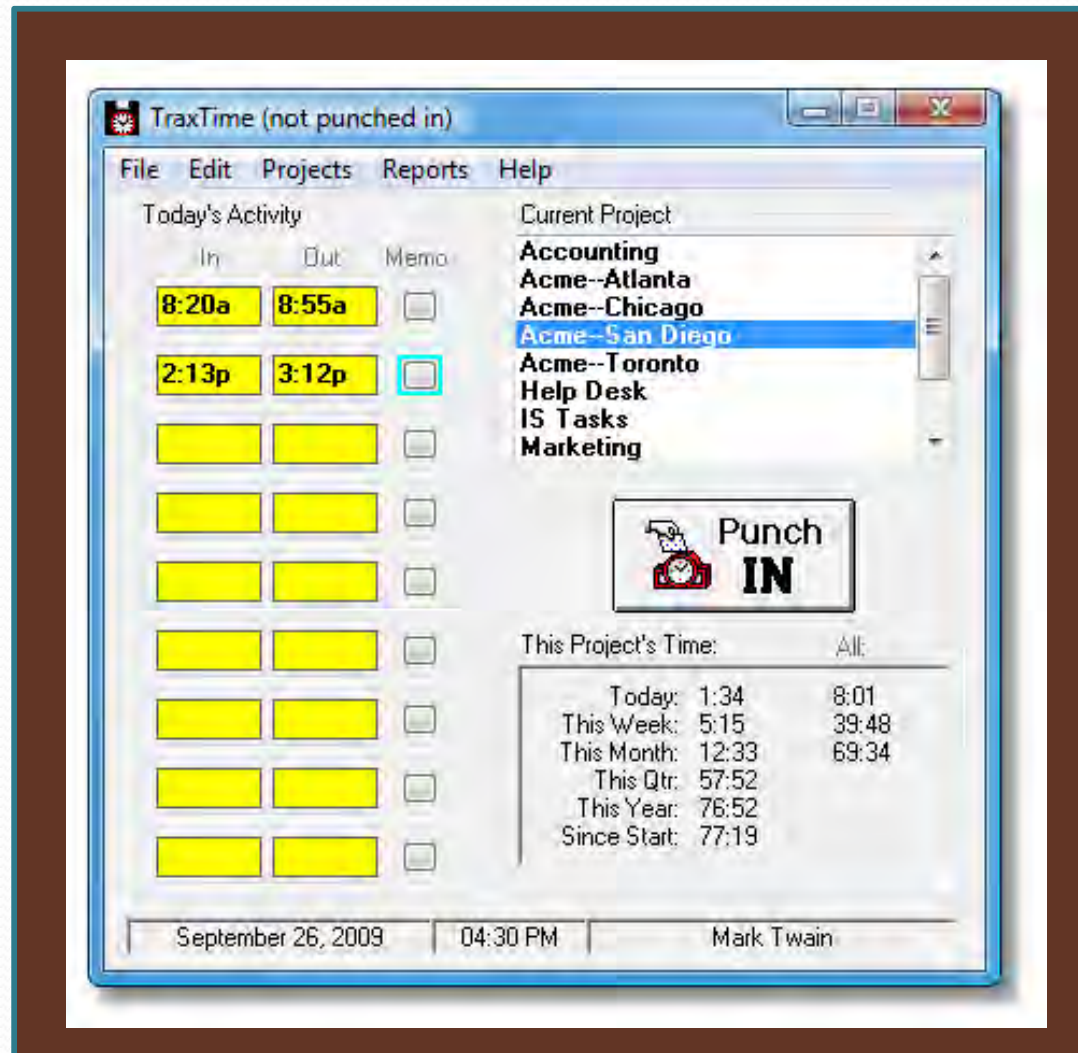 TraxTime (not punched in)
File Edit Projects Reports Help
Today's Activity
In Out Memo
8:20a 8:55a
2:13p 3:12p
Current Project
Accounting
Acme--Atlanta
Acme--Chicago
Acme--San Diego
Acme--Toronto
Help Desk
IS Tasks
Marketing
Punch
IN
This Project's Time: All:
Today: 1:34 8:01
This Week: 5:15 39:48
This Month: 12:33 69:34
This Qtr: 57:52
This Year: 76:52
Since Start: 77:19
September 26, 2009 04:30 PM Mark Twain